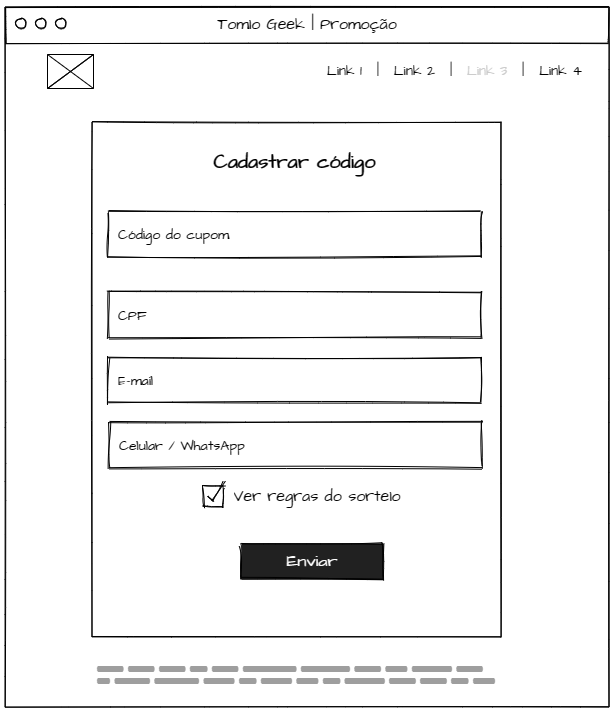 Tomio Geek | Promoção
Link 1 | Link 2 | Link 3 | Link 4
Cadastrar código
Código do cupom
CPF
E-mail
Celular / WhatsApp
Ver regras do sorteio
Enviar